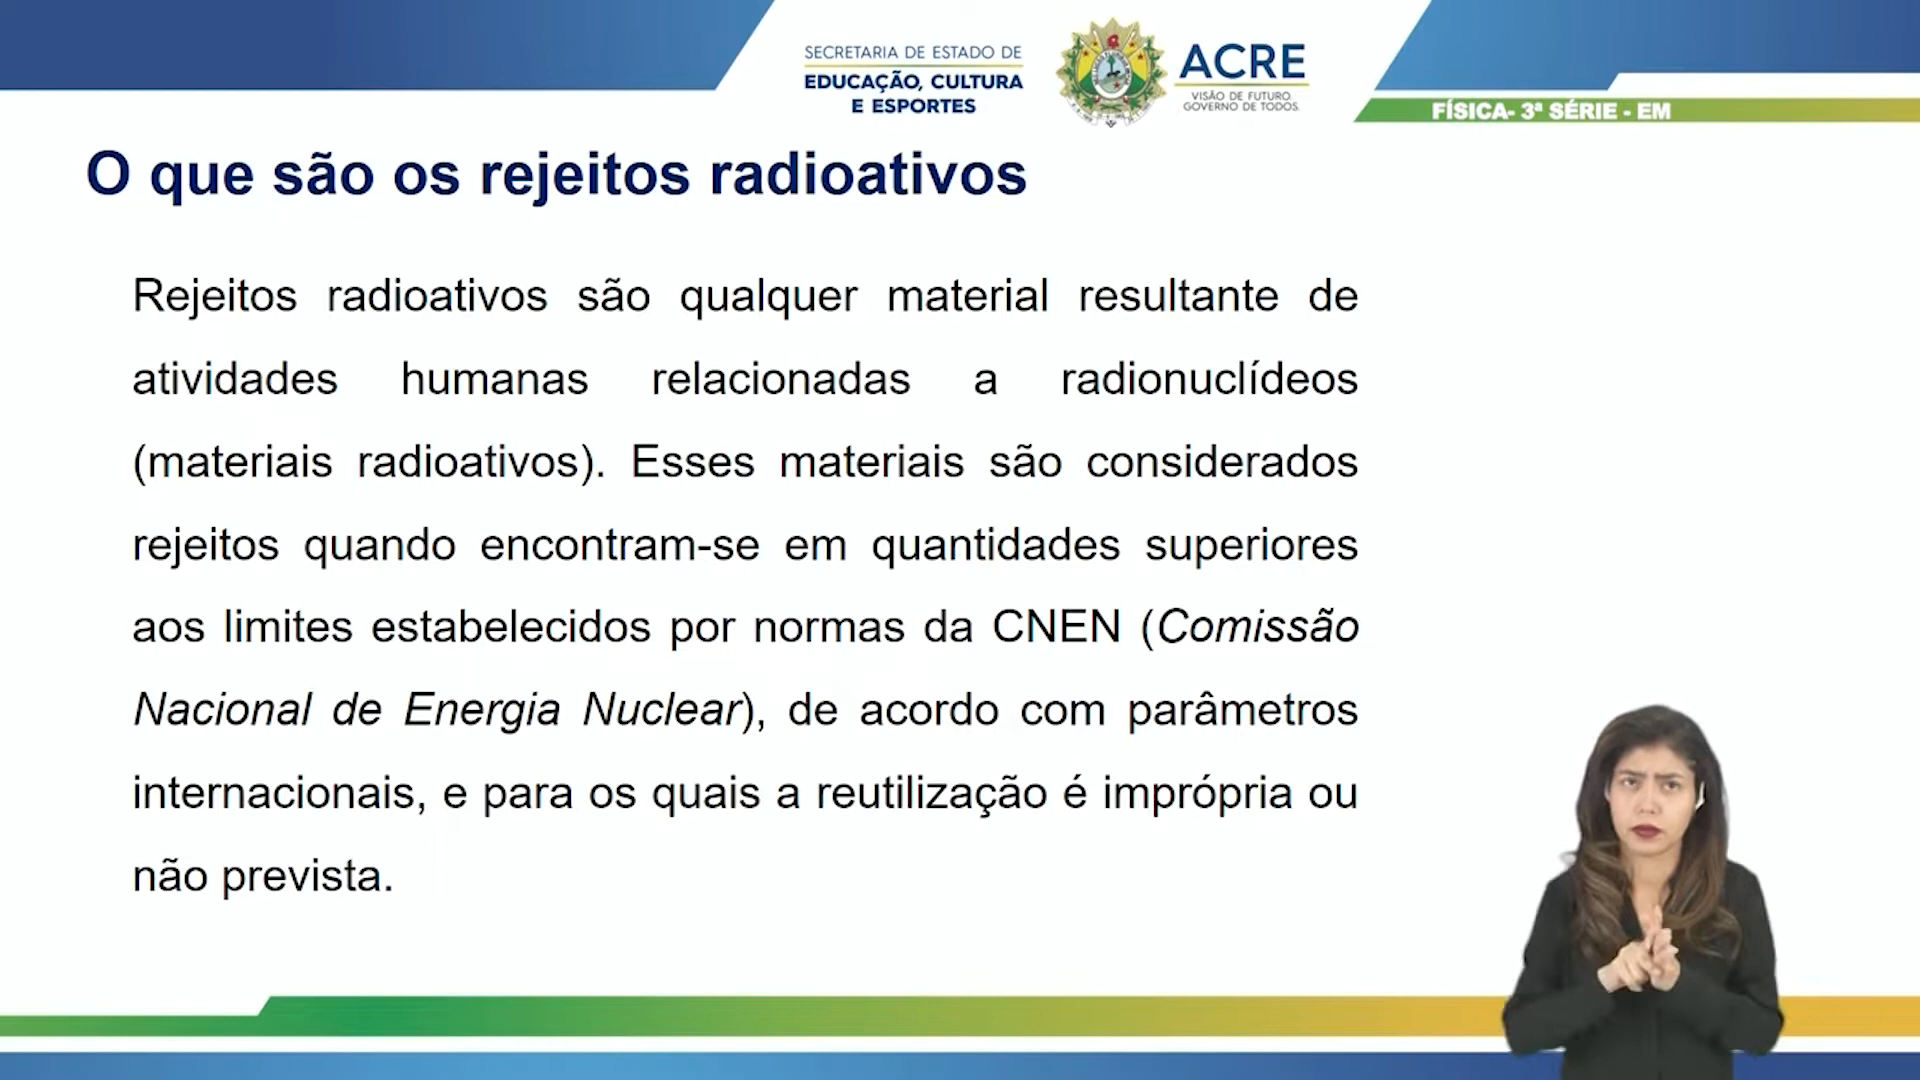 SECRETARIA DE ESTADO DE
EDUCAÇÃO, CULTURA
E ESPORTES
ACRE
VISÃO DE FUTURO.
GOVERNO DE TODOS.
FÍSICA- 3ª SÉRIE - EM
O que são os rejeitos radioativos
Rejeitos radioativos são qualquer material resultante de
atividades humanas relacionadas a radionuclídeos
(materiais radioativos). Esses materiais são considerados
rejeitos quando encontram-se em quantidades superiores
aos limites estabelecidos por normas da CNEN (Comissão
Nacional de Energia Nuclear), de acordo com parâmetros
internacionais, e para os quais a reutilização é imprópria ou
não prevista.